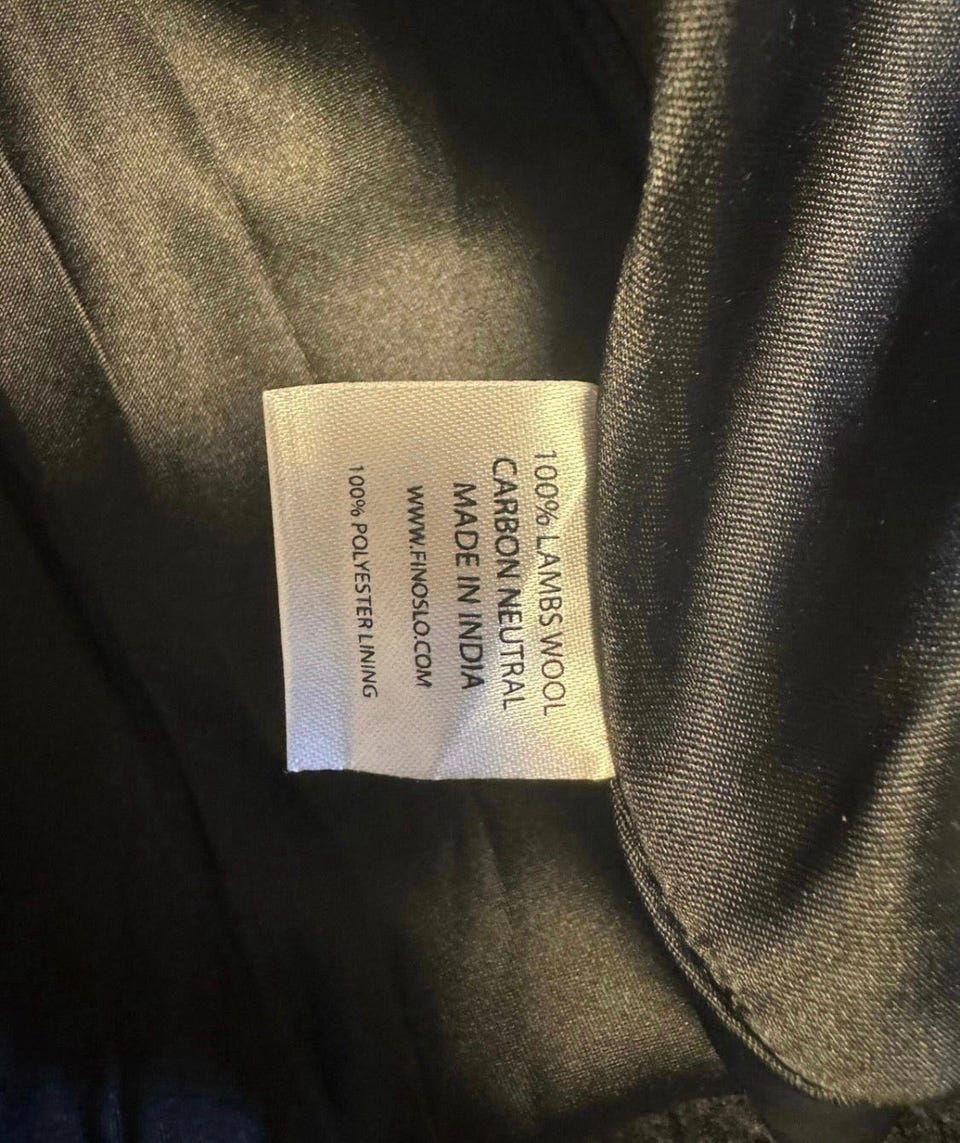 100% LAMBS WOOL
CARBON NEUTRAL
MADE IN INDIA
WWW.FINOSLO.COM
100% POLYESTER LINING